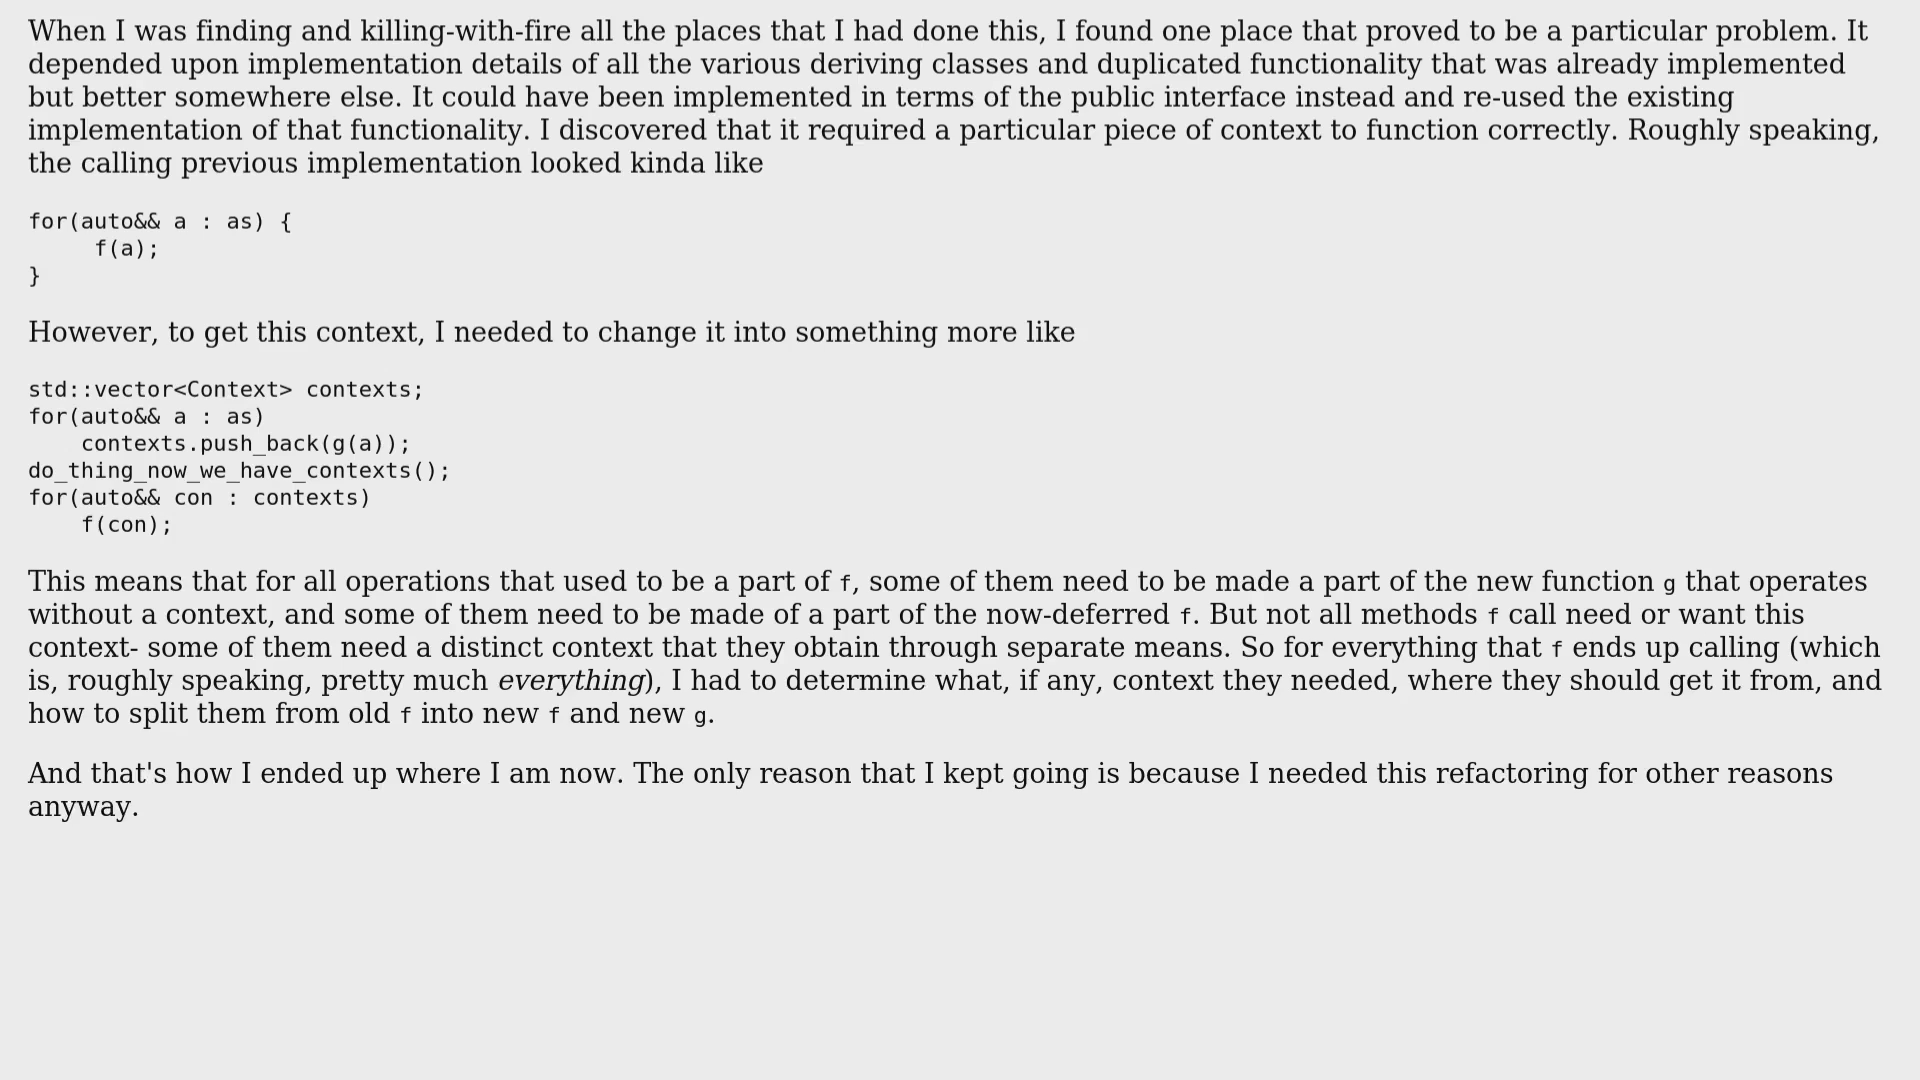 When I was finding and killing-with-fire all the places that I had done this, I found one place that proved to be a particular problem. It
depended upon implementation details of all the various deriving classes and duplicated functionality that was already implemented
but better somewhere else. It could have been implemented in terms of the public interface instead and re-used the existing
implementation of that functionality. I discovered that it required a particular piece of context to function correctly. Roughly speaking,
the calling previous implementation looked kinda like
for(auto&& a : as) {
     f(a);
}
However, to get this context, I needed to change it into something more like
std::vector<Context> contexts;
for(auto&& a : as)
    contexts.push_back(g(a));
do_thing_now_we_have_contexts();
for(auto&& con : contexts)
    f(con);
This means that for all operations that used to be a part of f, some of them need to be made a part of the new function g that operates
without a context, and some of them need to be made of a part of the now-deferred f. But not all methods f call need or want this
context- some of them need a distinct context that they obtain through separate means. So for everything that f ends up calling (which
is, roughly speaking, pretty much everything), I had to determine what, if any, context they needed, where they should get it from, and
how to split them from old f into new f and new g.
And that's how I ended up where I am now. The only reason that I kept going is because I needed this refactoring for other reasons
anyway.